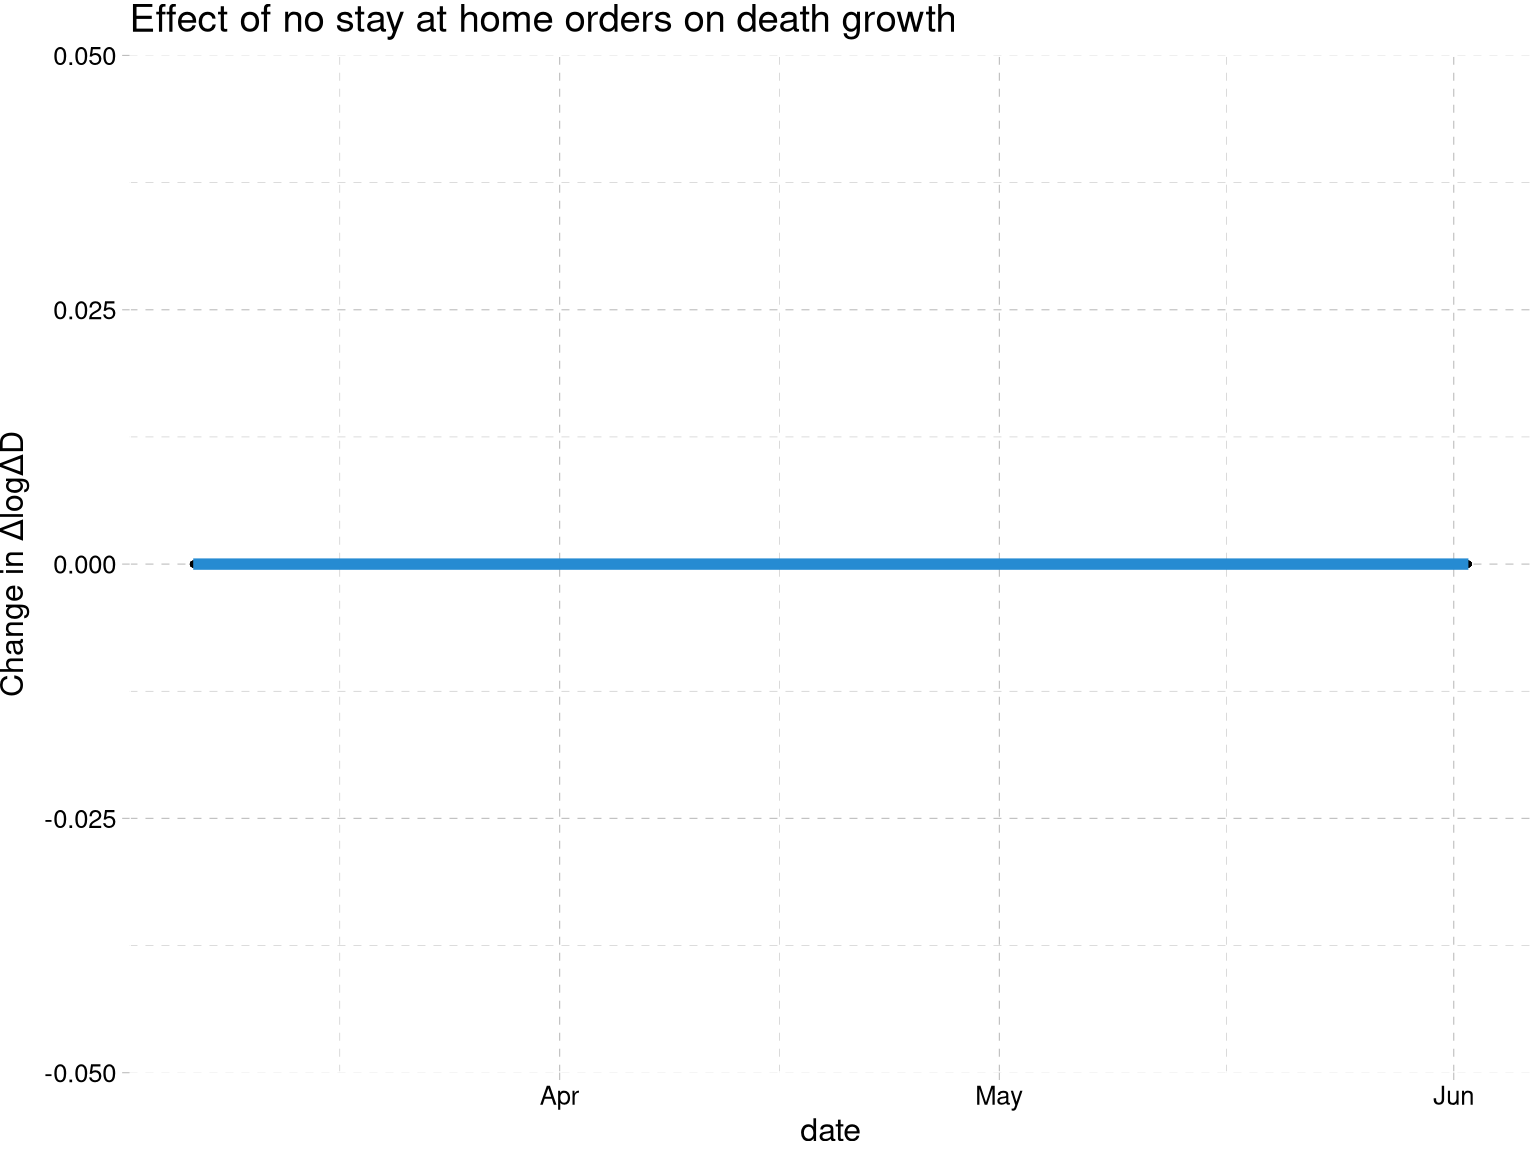 Effect of no stay at home orders on death growth
0.050
0.025
0.000
-0.025
-0.050
Change in ΔlogΔD
Apr
May
Jun
date